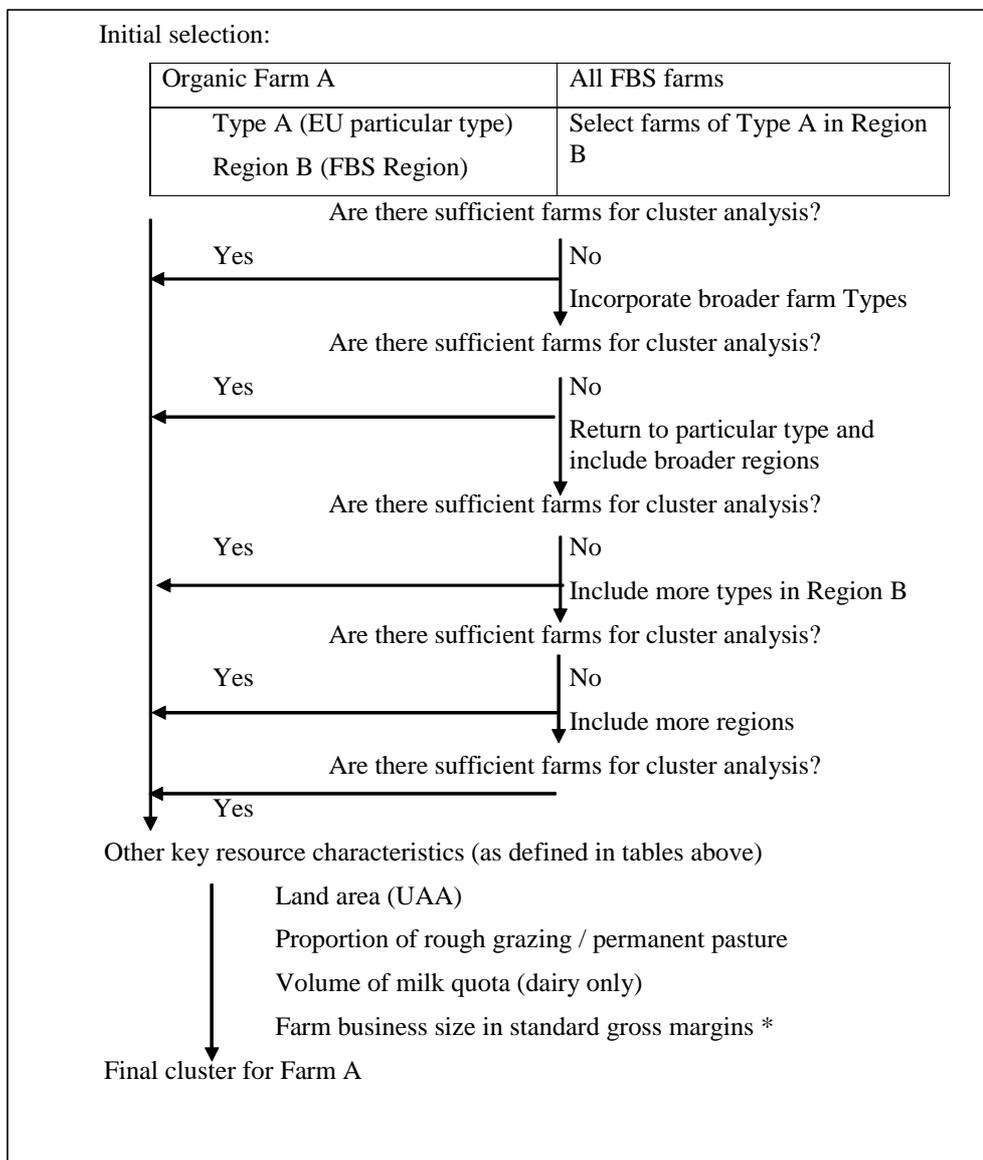 Initial selection:
Organic Farm A
All FBS farms
Type A (EU particular type)
Region B (FBS Region)
Select farms of Type A in Region
B
Are there sufficient farms for cluster analysis?
Yes
No
Incorporate broader farm Types
Are there sufficient farms for cluster analysis?
Yes
No
Return to particular type and
include broader regions
Are there sufficient farms for cluster analysis?
Yes
No
Include more types in Region B
Are there sufficient farms for cluster analysis?
Yes
No
Include more regions
Are there sufficient farms for cluster analysis?
Yes
Other key resource characteristics (as defined in tables above)
Land area (UAA)
Proportion of rough grazing / permanent pasture
Volume of milk quota (dairy only)
Farm business size in standard gross margins *
Final cluster for Farm A